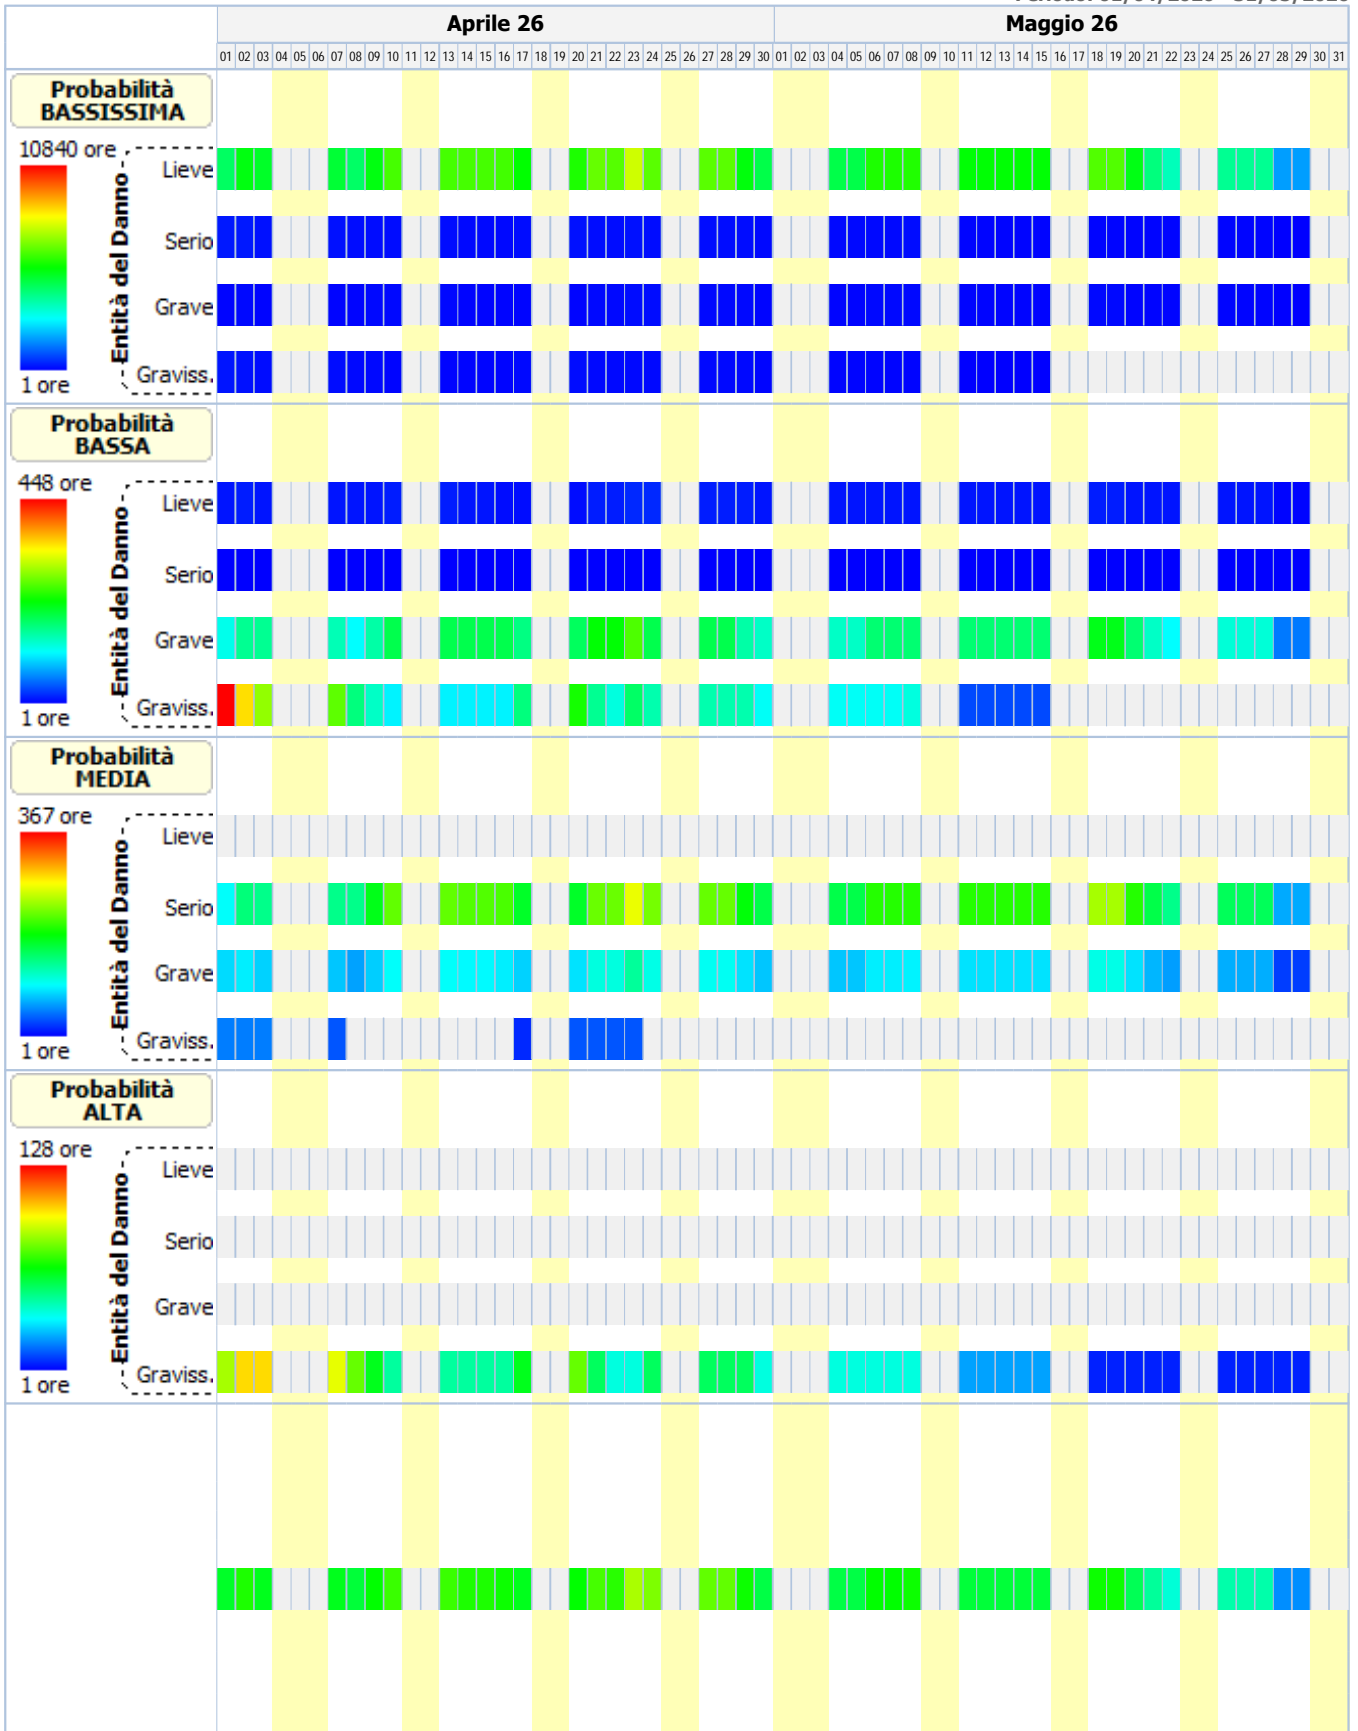 Aprile 26 Maggio 26
01 02 03 04 05 06 07 08 09 10 11 12 13 14 15 16 17 18 19 20 21 22 23 24 25 26 27 28 29 30 01 02 03 04 05 06 07 08 09 10 11 12 13 14 15 16 17 18 19 20 21 22 23 24 25 26 27 28 29 30 31
Probabilità
BASSISSIMA
10840 ore
Entità del Danno
Lieve
Serio
Grave
Graviss.
1 ore
Probabilità
BASSA
448 ore
Entità del Danno
Lieve
Serio
Grave
Graviss.
1 ore
Probabilità
MEDIA
367 ore
Entità del Danno
Lieve
Serio
Grave
Graviss.
1 ore
Probabilità
ALTA
128 ore
Entità del Danno
Lieve
Serio
Grave
Graviss.
1 ore